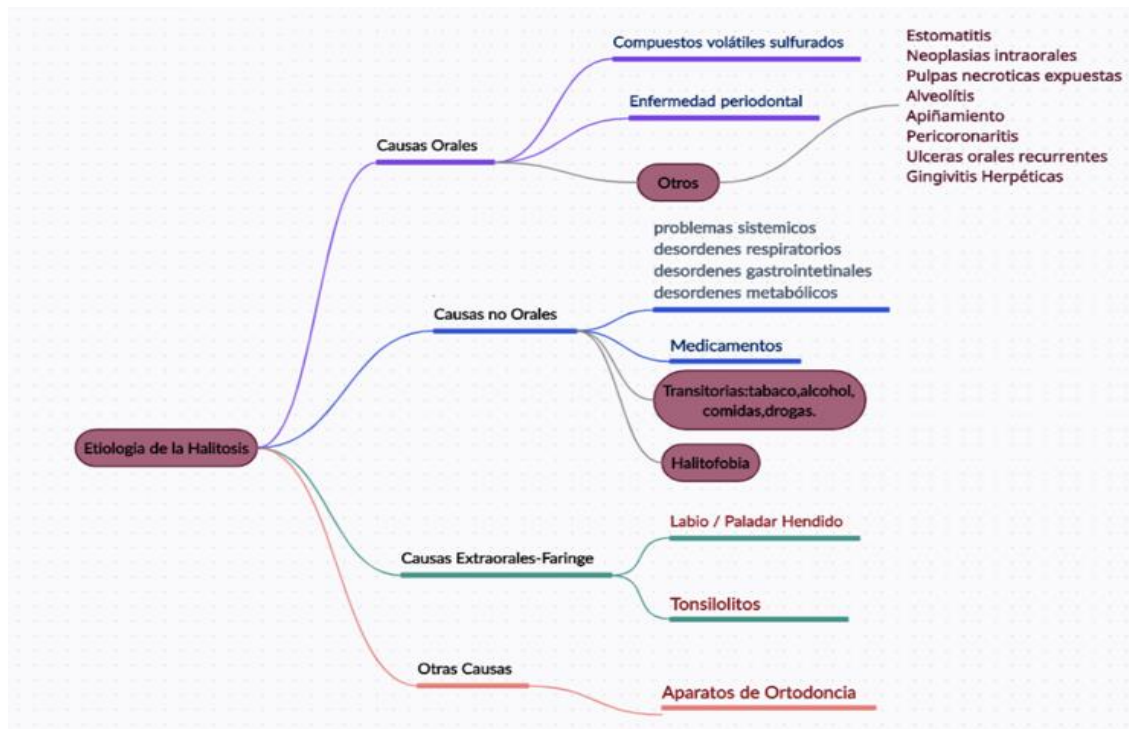 Etiologia de la Halitosis
Causas Orales
Compuestos volátiles sulfurados
Enfermedad periodontal
Otros
Estomatitis
Neoplasias intraorales
Pulpas necroticas expuestas
Alveolítis
Apiñamiento
Pericoronaritis
Ulceras orales recurrentes
Gingivitis Herpéticas
Causas no Orales
problemas sistemicos
desordenes respiratorios
desordenes gastrointetinales
desordenes metabólicos
Medicamentos
Transitorias:tabaco,alcohol,
comidas,drogas.
Halitofobia
Causas Extraorales-Faringe
Labio / Paladar Hendido
Tonsilolitos
Otras Causas
Aparatos de Ortodoncia